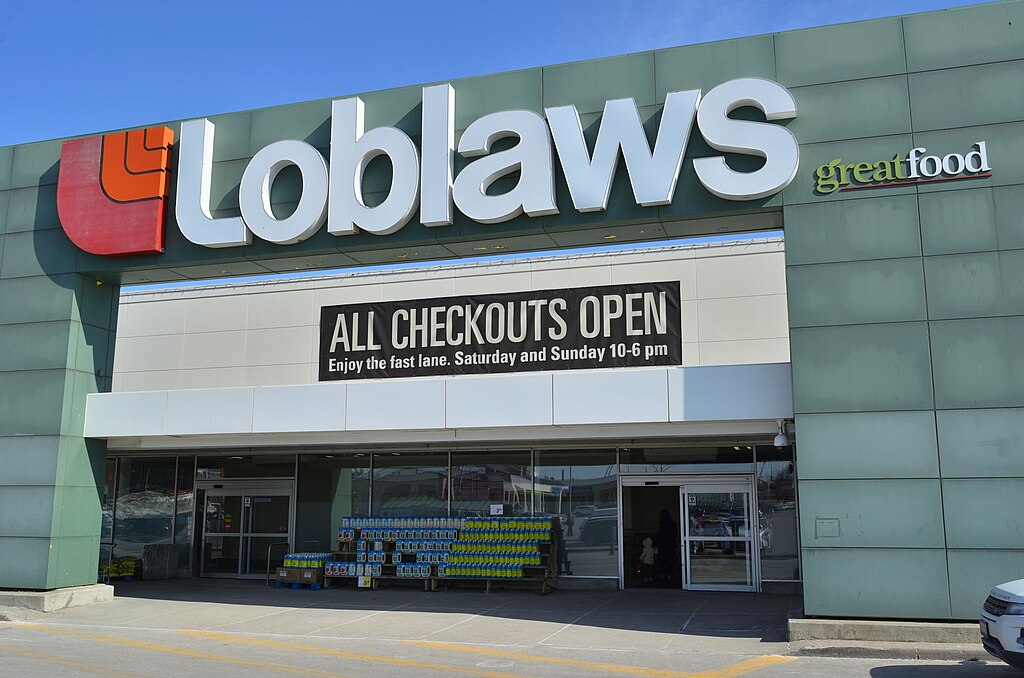 Loblaws
greatfood
ALL CHECKOUTS OPEN
Enjoy the fast lane. Saturday and Sunday 10-6 pm